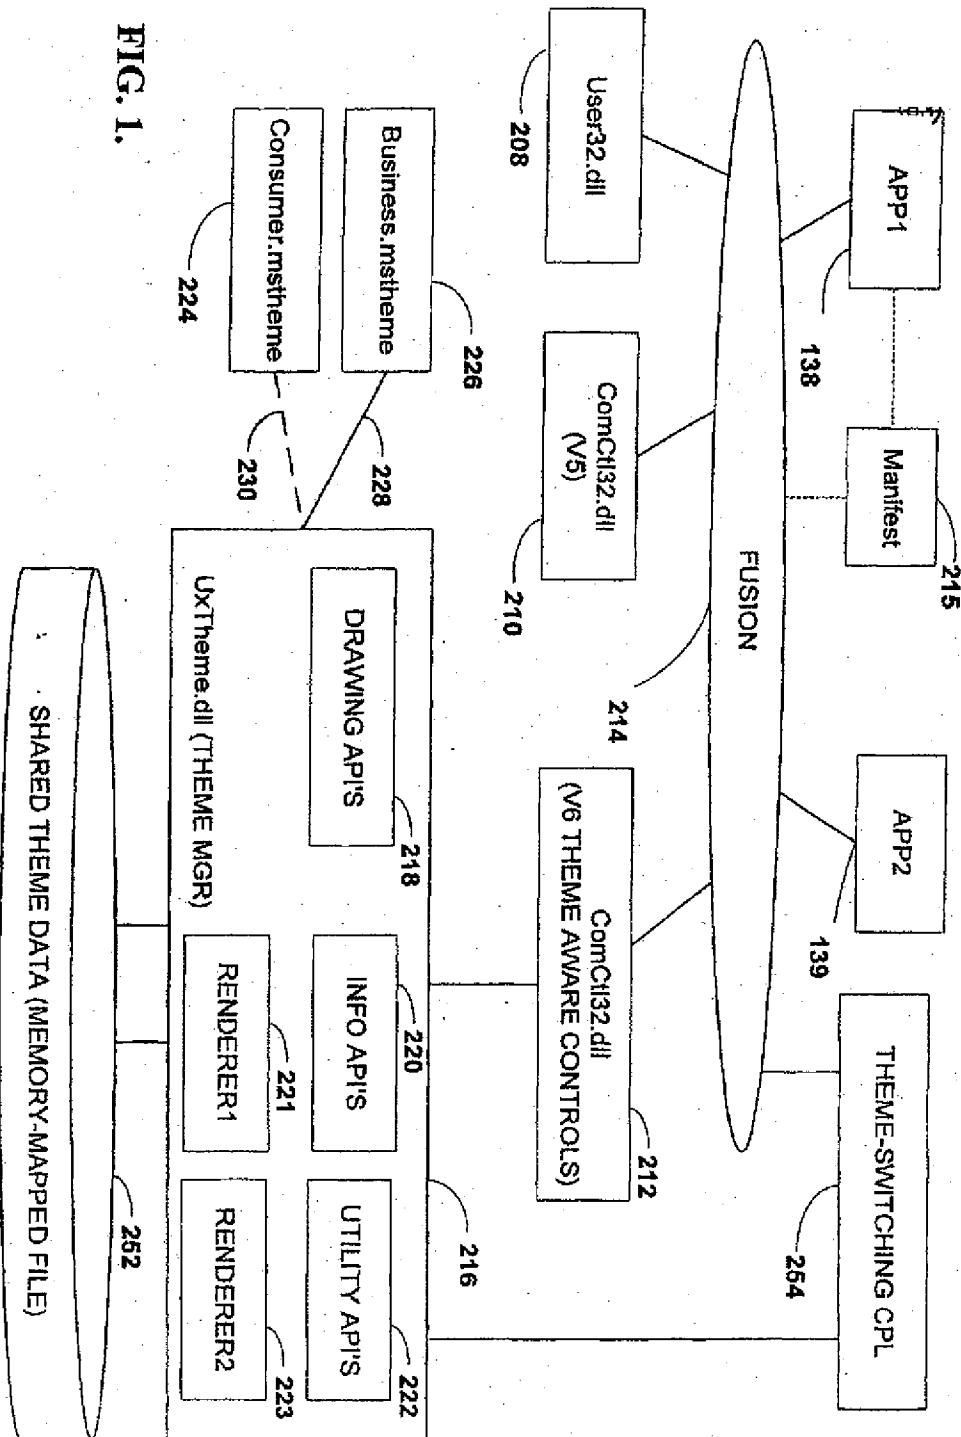 APP1
138
Manifest
215
APP2
139
THEME-SWITCHING CPL
254
FUSION
214
User32.dll
208
ComCtl32.dll
(V5)
210
ComCtl32.dll
(V6 THEME AWARE CONTROLS)
212
216
Business.mstheme
226
228
Consumer.mstheme
224
230
DRAWING API'S
218
INFO API'S
220
UTILITY API'S
222
UxTheme.dll (THEME MGR)
RENDERER1
221
RENDERER2
223
SHARED THEME DATA (MEMORY-MAPPED FILE)
252
FIG. 1.